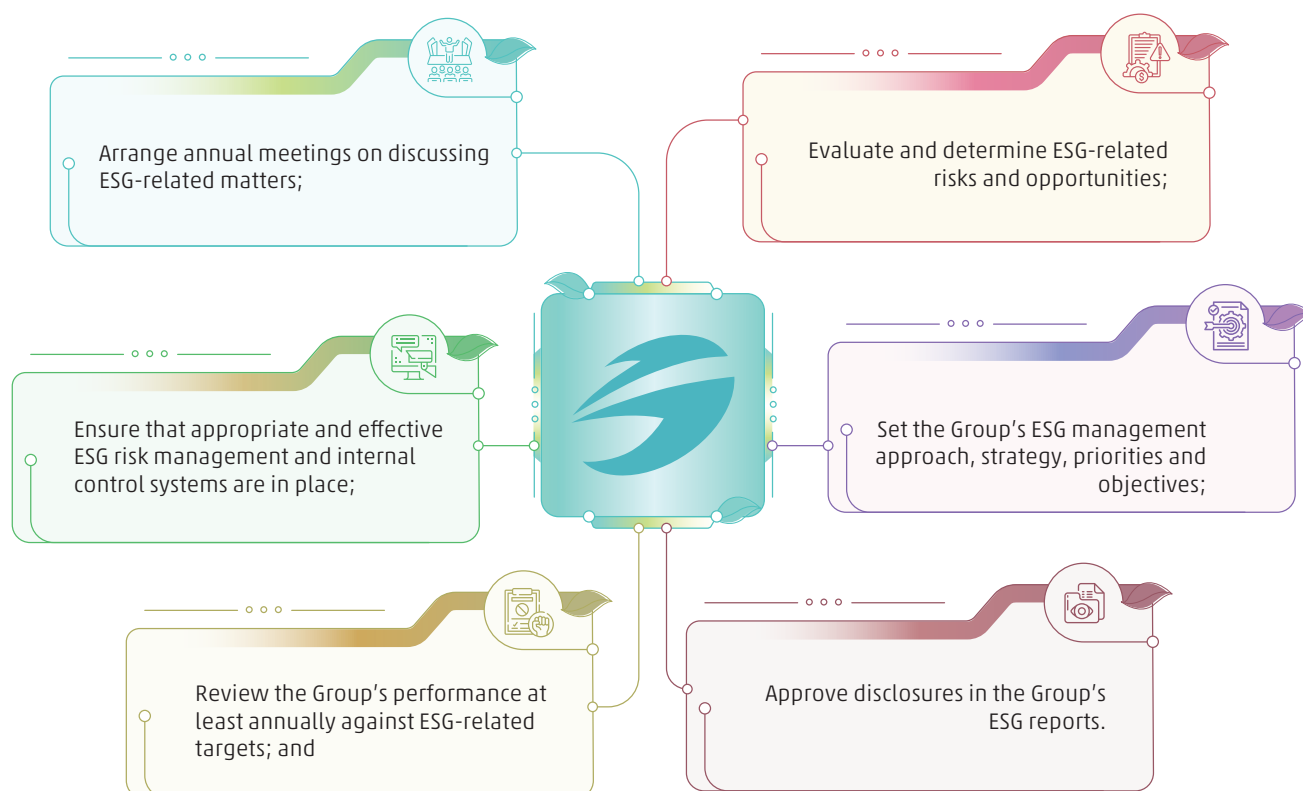 Arrange annual meetings on discussing
ESG-related matters;
Evaluate and determine ESG-related
risks and opportunities;
Ensure that appropriate and effective
ESG risk management and internal
control systems are in place;
Set the Group's ESG management
approach, strategy, priorities and
objectives;
Review the Group's performance at
least annually against ESG-related
targets; and
Approve disclosures in the Group's
ESG reports.